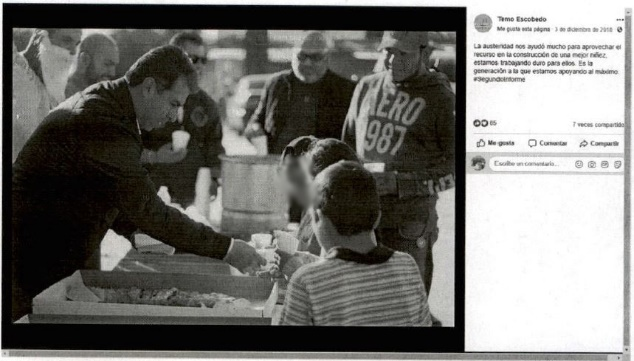 Temo Escobedo
Me gusta esta página · 3 de diciembre de 2018
La austeridad nos ayudó mucho para aprovechar el
recurso en la construcción de una mejor niñez,
estamos trabajando duro para ellos. Es la
generación a la que estamos apoyando al máximo.
#SegundoInforme
65
7 veces compartido
Me gusta
Comentar
Compartir
Escribe un comentario...
AERO
987